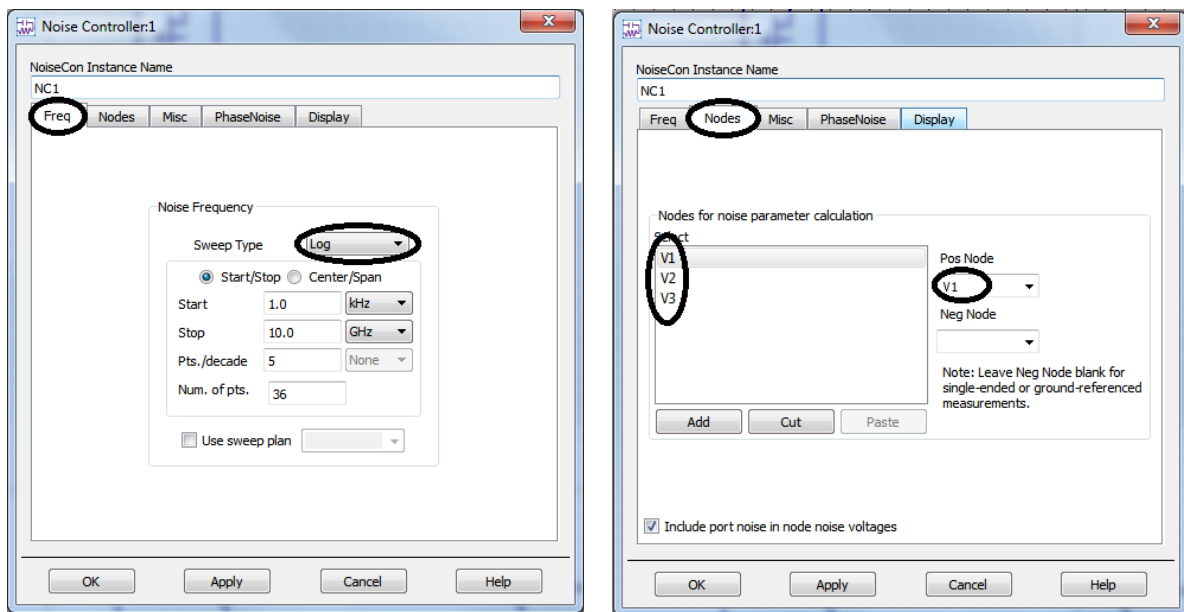 Noise Controller:1
NoiseCon Instance Name
NC1
Freq Nodes Misc PhaseNoise Display
Noise Frequency
Sweep Type Log
Start/Stop Center/Span
Start 1.0 kHz
Stop 10.0 GHz
Pts./decade 5 None
Num. of pts. 36
Use sweep plan
OK Apply Cancel Help
Noise Controller:1
NoiseCon Instance Name
NC1
Freq Nodes Misc PhaseNoise Display
Nodes for noise parameter calculation
Select
V1
V2
V3
Pos Node
V1
Neg Node
Note: Leave Neg Node blank for
single-ended or ground-referenced
measurements.
Add Cut Paste
Include port noise in node noise voltages
OK Apply Cancel Help